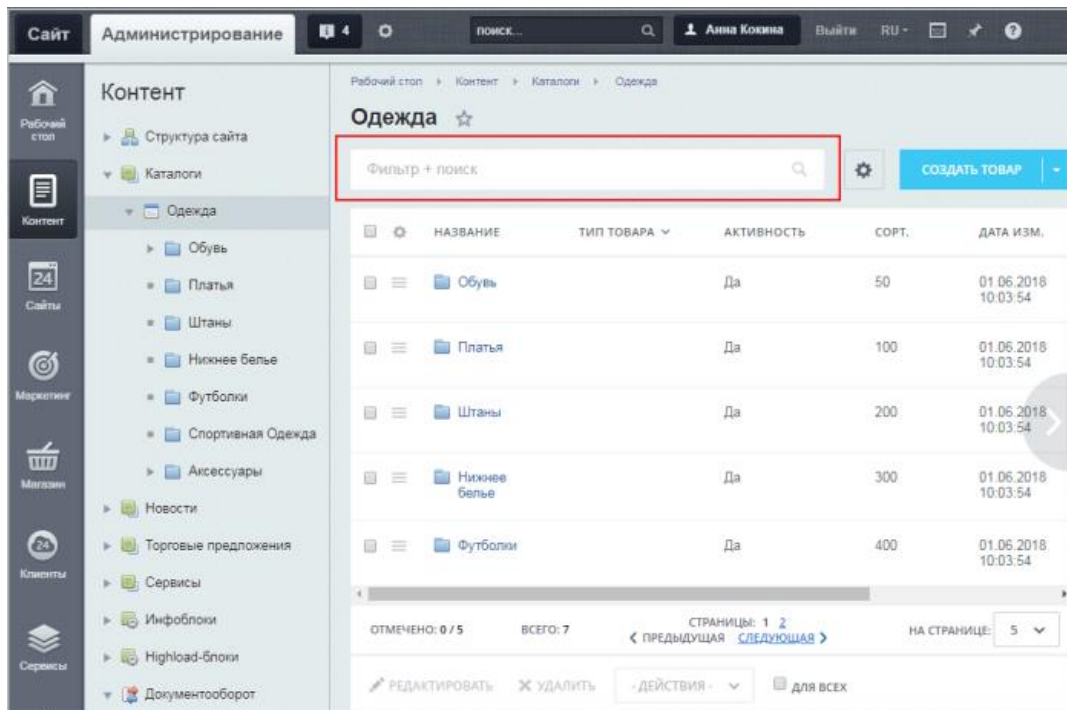 Сайт Администрирование 4 поиск... Анна Кокина Выйти RU
Рабочий стол
Контент
24
Сайты
Маркетинг
Магазин
24
Клиенты
Сервисы
Контент
Структура сайта
Каталоги
Одежда
Обувь
Платья
Штаны
Нижнее белье
Футболки
Спортивная Одежда
Аксессуары
Новости
Торговые предложения
Сервисы
Инфоблоки
Highload-блоки
Документооборот
Рабочий стол Контент Каталоги Одежда
Одежда
Фильтр + поиск СОЗДАТЬ ТОВАР
НАЗВАНИЕ ТИП ТОВАРА АКТИВНОСТЬ СОРТ. ДАТА ИЗМ.
Обувь Да 50 01.06.2018
10:03:54
Платья Да 100 01.06.2018
10:03:54
Штаны Да 200 01.06.2018
10:03:54
Нижнее Да 300 01.06.2018
белье 10:03:54
Футболки Да 400 01.06.2018
10:03:54
ОТМЕЧЕНО: 0 / 5 ВСЕГО: 7 СТРАНИЦЫ: 1 2
ПРЕДЫДУЩАЯ СЛЕДУЮЩАЯ НА СТРАНИЦЕ: 5
РЕДАКТИРОВАТЬ УДАЛИТЬ - ДЕЙСТВИЯ - ДЛЯ ВСЕХ